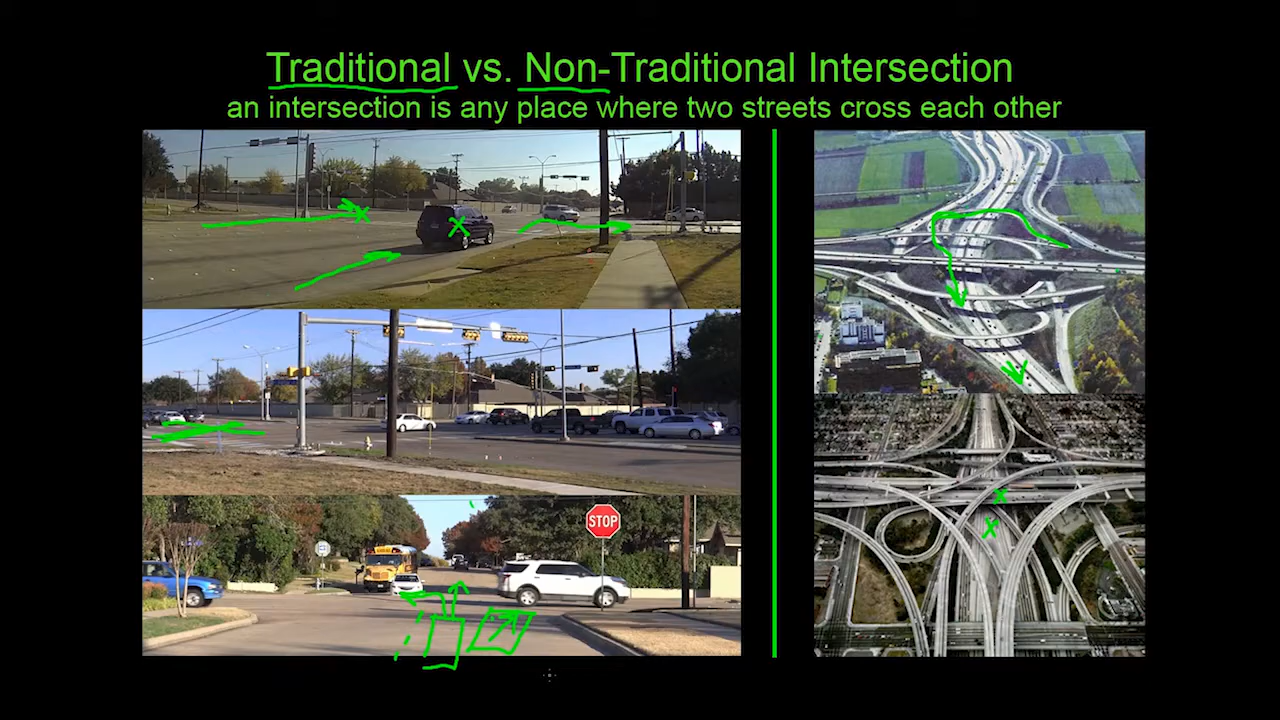 Traditional vs. Non-Traditional Intersection
an intersection is any place where two streets cross each other
STOP